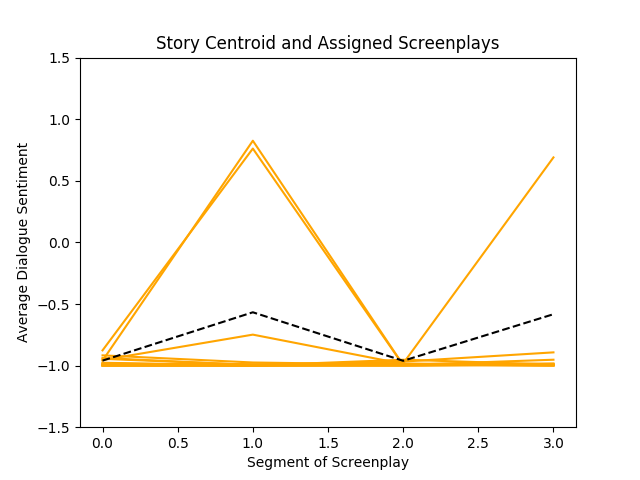 Story Centroid and Assigned Screenplays
Average Dialogue Sentiment
1.5
1.0
0.5
0.0
−0.5
−1.0
−1.5
0.0 0.5 1.0 1.5 2.0 2.5 3.0
Segment of Screenplay